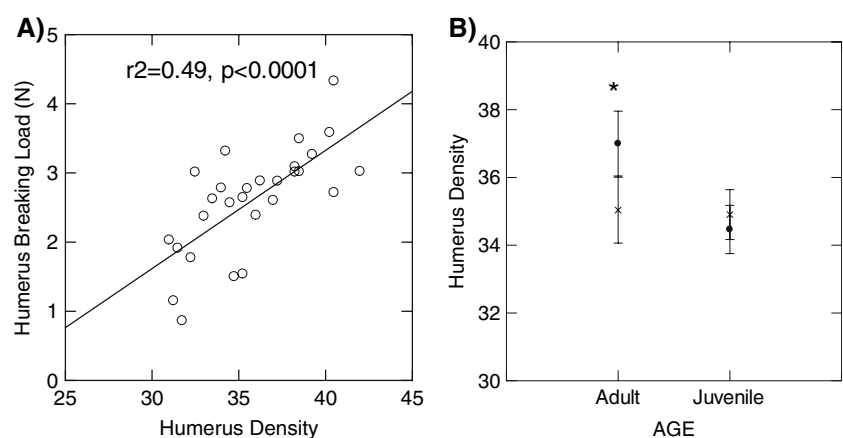 A)
5
4
3
2
1
0
r2=0.49, p<0.0001
Humerus Breaking Load (N)
25 30 35 40 45
Humerus Density
B)
40
38
36
34
32
30
*
Humerus Density
Adult Juvenile
AGE